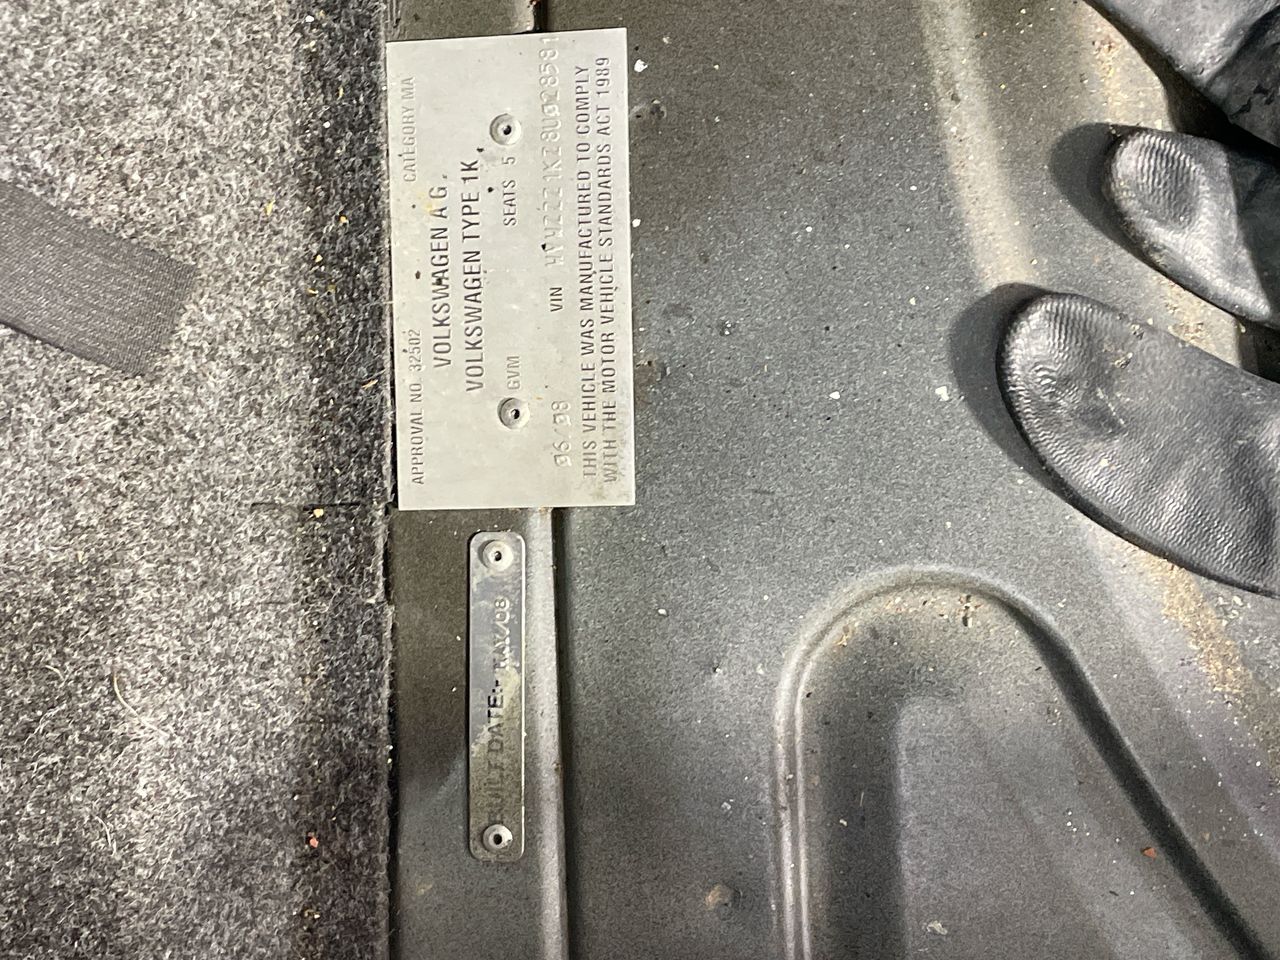 APPROVAL NO. 32502 CATEGORY MA
VOLKSWAGEN A G.
VOLKSWAGEN TYPE 1K
GVM SEATS 5
06/08 VIN
THIS VEHICLE WAS MANUFACTURED TO COMPLY
WITH THE MOTOR VEHICLE STANDARDS ACT 1989
BUILT DATE:-